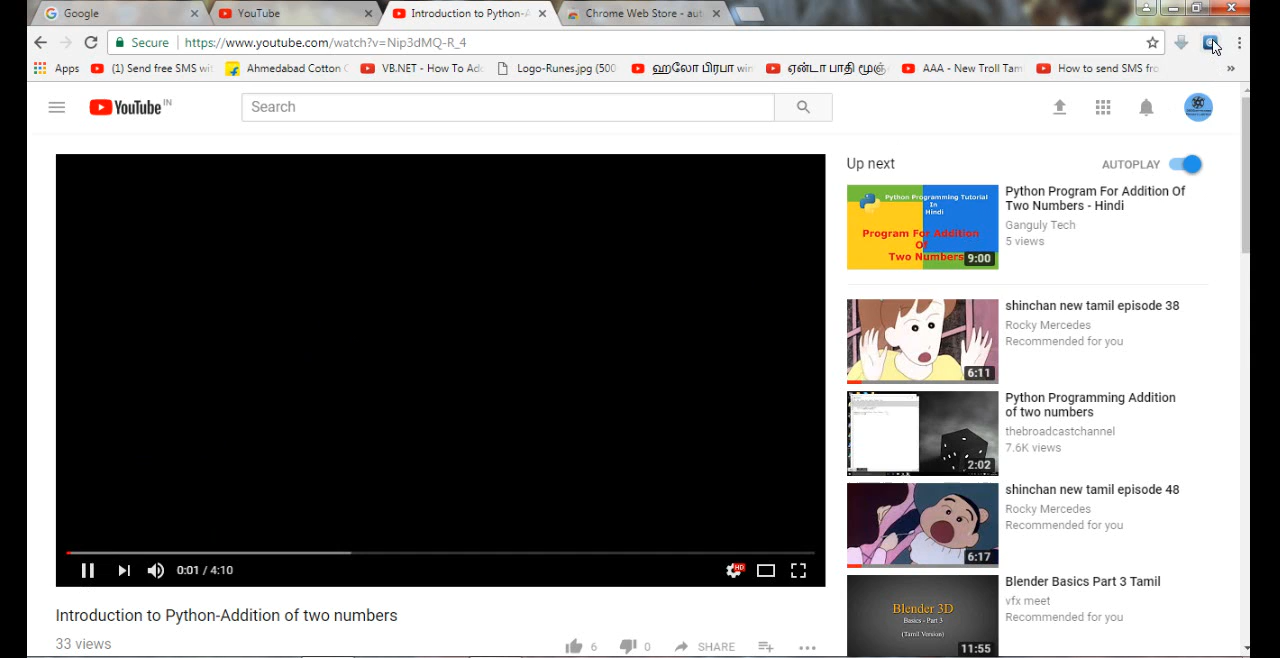 Google
YouTube
Introduction to Python-A
Chrome Web Store - aut
Secure
https://www.youtube.com/watch?v=Nip3dMQ-R_4
Apps
(1) Send free SMS wit
Ahmedabad Cotton C
VB.NET - How To Add
Logo-Runes.jpg (500
ஹலோ பிரபா win
ஏன்டா பாதி மூஞ்
AAA - New Troll Tam
How to send SMS fro
»
YouTube IN
Search
Up next
AUTOPLAY
Python Programming Tutorial
In
Hindi
Program For Addition
Of
Two Numbers
9:00
Python Program For Addition Of
Two Numbers - Hindi
Ganguly Tech
5 views
6:11
shinchan new tamil episode 38
Rocky Mercedes
Recommended for you
2:02
Python Programming Addition
of two numbers
thebroadcastchannel
7.6K views
6:17
shinchan new tamil episode 48
Rocky Mercedes
Recommended for you
Blender 3D
Basics - Part 3
(Tamil Version)
11:55
Blender Basics Part 3 Tamil
vfx meet
Recommended for you
0:01 / 4:10
HD
Introduction to Python-Addition of two numbers
33 views
6
0
SHARE